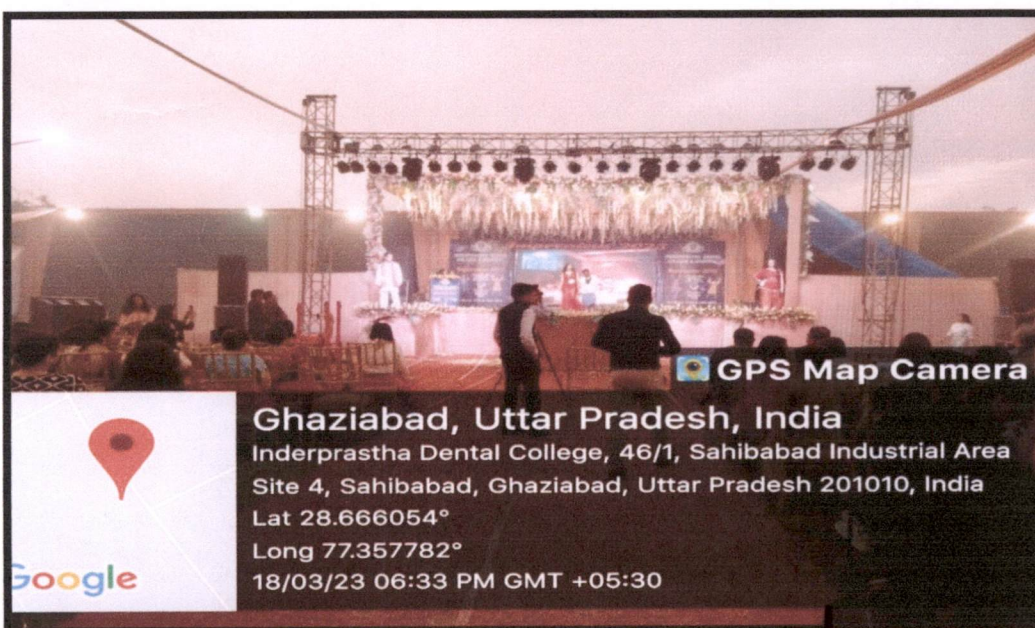 GPS Map Camera
Ghaziabad, Uttar Pradesh, India
Inderprastha Dental College, 46/1, Sahibabad Industrial Area
Site 4, Sahibabad, Ghaziabad, Uttar Pradesh 201010, India
Lat 28.666054°
Long 77.357782°
18/03/23 06:33 PM GMT +05:30
Google